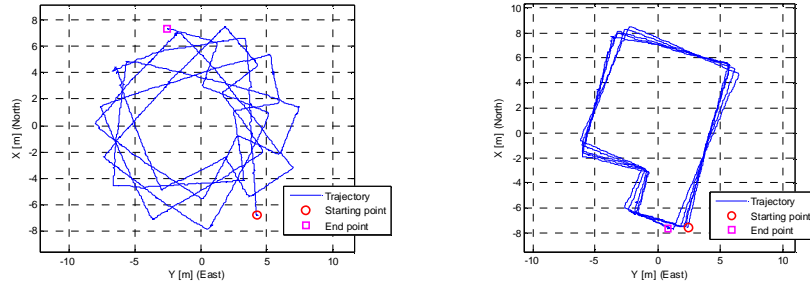 8
6
4
2
0
-2
-4
-6
-8
X [m] (North)
-10
-5
0
5
10
Y [m] (East)
Trajectory
Starting point
End point
10
8
6
4
2
0
-2
-4
-6
-8
X [m] (North)
-10
-5
0
5
10
Y [m] (East)
Trajectory
Starting point
End point